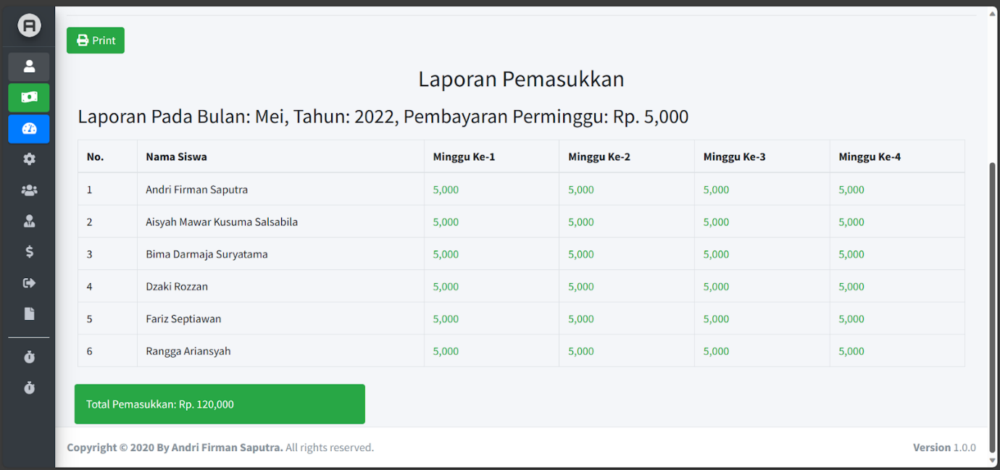 A
Print
Laporan Pemasukkan
Laporan Pada Bulan: Mei, Tahun: 2022, Pembayaran Perminggu: Rp. 5,000
No. Nama Siswa Minggu Ke-1 Minggu Ke-2 Minggu Ke-3 Minggu Ke-4
1 Andri Firman Saputra 5,000 5,000 5,000 5,000
2 Aisyah Mawar Kusuma Salsabila 5,000 5,000 5,000 5,000
3 Bima Darmaja Suryatama 5,000 5,000 5,000 5,000
4 Dzaki Rozzan 5,000 5,000 5,000 5,000
5 Fariz Septiawan 5,000 5,000 5,000 5,000
6 Rangga Ariansyah 5,000 5,000 5,000 5,000
Total Pemasukkan: Rp. 120,000
Copyright © 2020 By Andri Firman Saputra. All rights reserved. Version 1.0.0